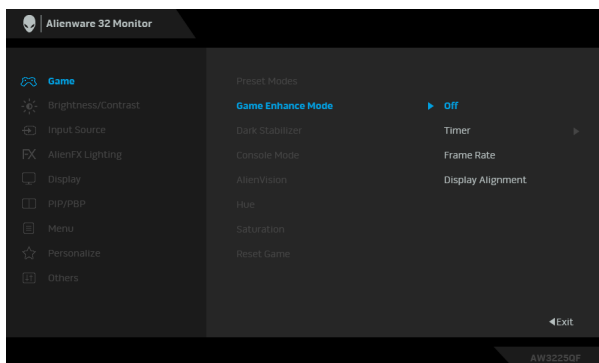 Alienware 32 Monitor
Game
Brightness/Contrast
Input Source
AlienFX Lighting
Display
PIP/PBP
Menu
Personalize
Others
Preset Modes
Game Enhance Mode
Dark Stabilizer
Console Mode
AlienVision
Hue
Saturation
Reset Game
Off
Timer
Frame Rate
Display Alignment
Exit
AW3225QF